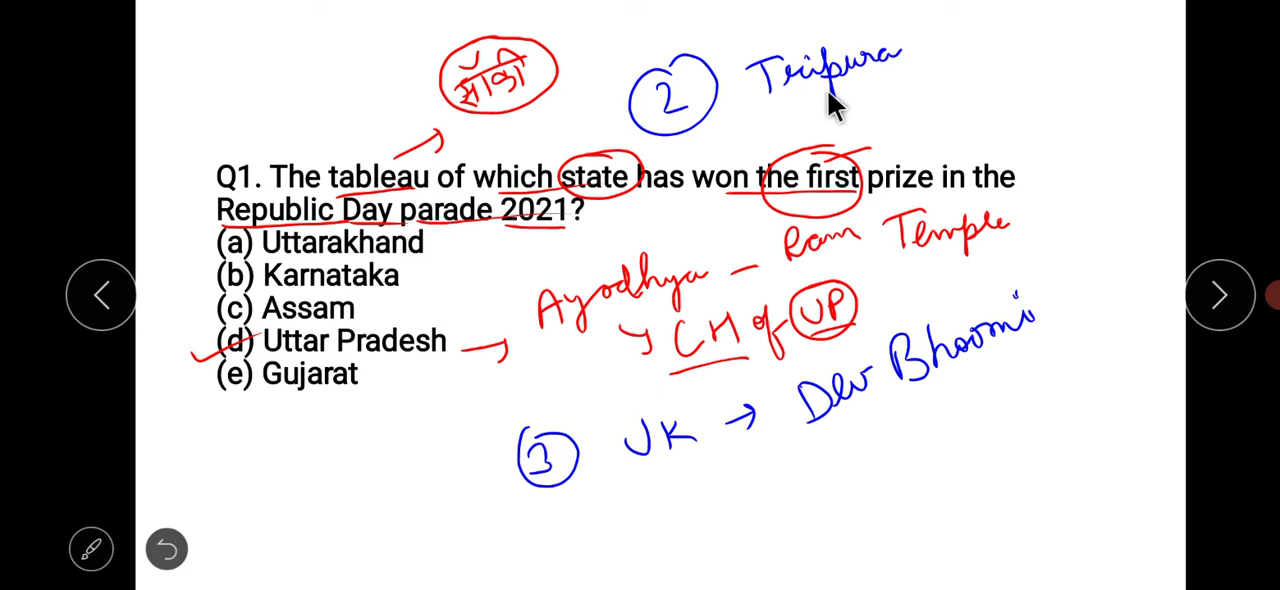 झाँकी
2 Tripura
Q1. The tableau of which state has won the first prize in the
Republic Day parade 2021?
(a) Uttarakhand
(b) Karnataka
(c) Assam
(d) Uttar Pradesh
(e) Gujarat
Ayodhya - Ram Temple
CH of UP
3 UK → Dev Bhoomi